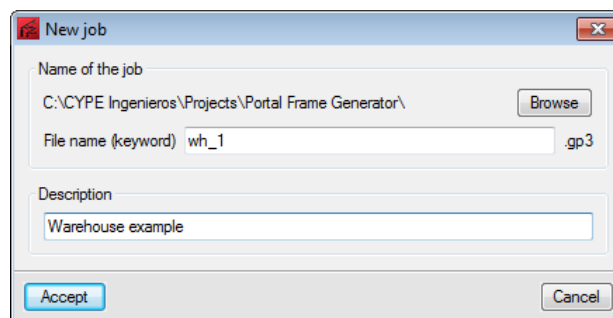 New job
Name of the job
C:\CYPE Ingenieros\Projects\Portal Frame Generator\ Browse
File name (keyword) wh_1 .gp3
Description
Warehouse example
Accept Cancel